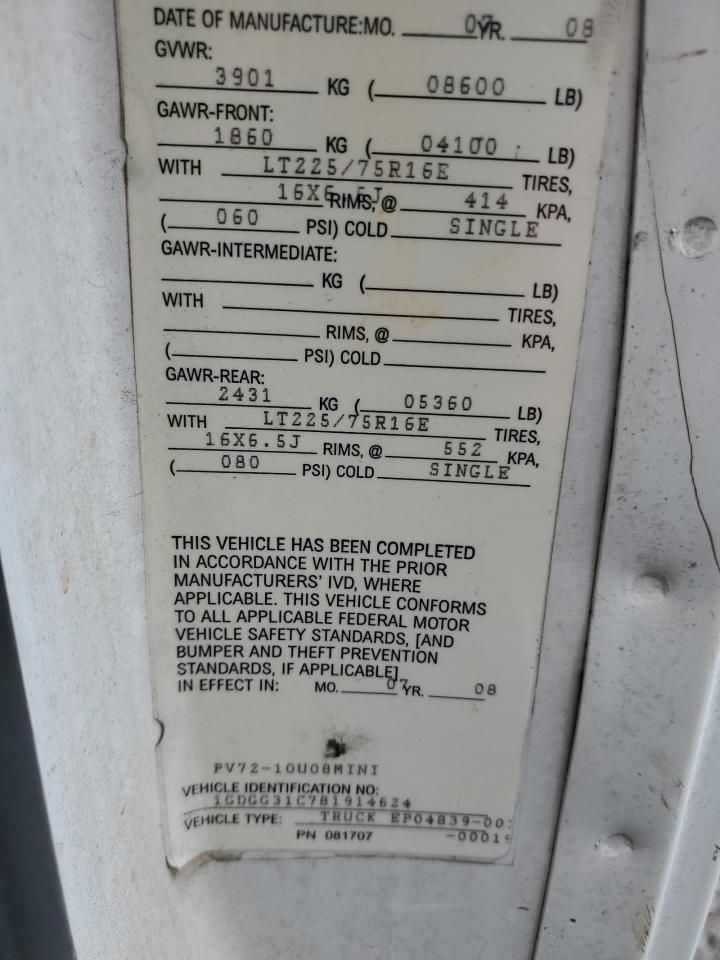 DATE OF MANUFACTURE:MO. 07 YR. 08
GVWR:
3901 KG ( 08600 LB)
GAWR-FRONT:
1860 KG ( 04100 LB)
WITH LT225/75R16E TIRES,
16X6.5J RIMS, @ 414 KPA,
( 060 PSI) COLD SINGLE
GAWR-INTERMEDIATE:
KG ( LB)
WITH TIRES,
RIMS, @ KPA,
( PSI) COLD
GAWR-REAR:
2431 KG ( 05360 LB)
WITH LT225/75R16E TIRES,
16X6.5J RIMS, @ 552 KPA,
( 080 PSI) COLD SINGLE
THIS VEHICLE HAS BEEN COMPLETED
IN ACCORDANCE WITH THE PRIOR
MANUFACTURERS' IVD, WHERE
APPLICABLE. THIS VEHICLE CONFORMS
TO ALL APPLICABLE FEDERAL MOTOR
VEHICLE SAFETY STANDARDS, [AND
BUMPER AND THEFT PREVENTION
STANDARDS, IF APPLICABLE]
IN EFFECT IN: MO. 07 YR. 08
PV72-10U08MINI
VEHICLE IDENTIFICATION NO:
1GDGG31C781914624
VEHICLE TYPE: TRUCK EP04839-00
PN 081707 -0001